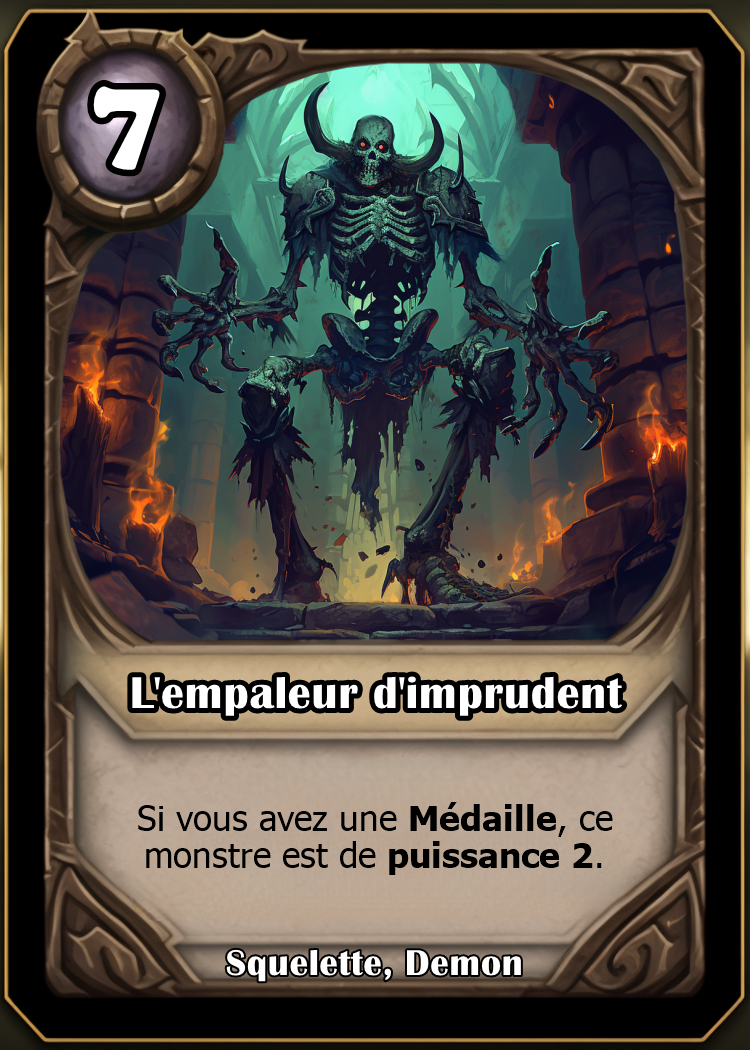 7
L'empaleur d'imprudent
Si vous avez une Médaille, ce
monstre est de puissance 2.
Squelette, Demon